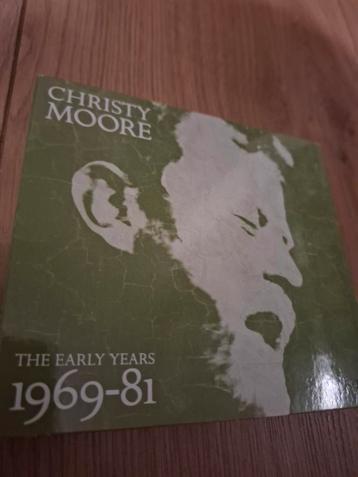 CHRISTY
MOORE
THE EARLY YEARS
1969-81